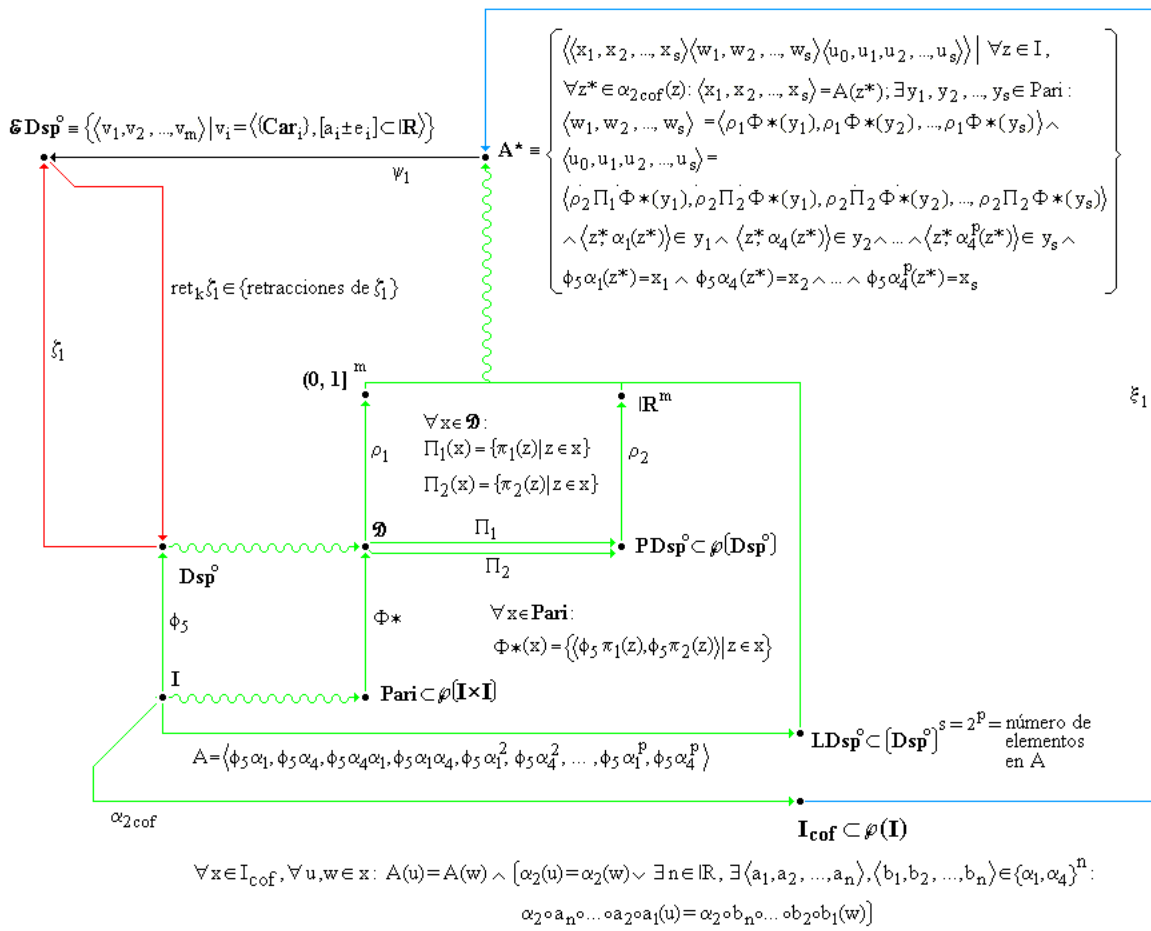 A* ≡ { ⟨⟨x₁, x₂, ..., xₛ⟩⟨w₁, w₂, ..., wₛ⟩⟨u₀, u₁, u₂, ..., uₛ⟩⟩ | ∀z ∈ I,
∀z* ∈ α₂cof(z): ⟨x₁, x₂, ..., xₛ⟩ = A(z*); ∃y₁, y₂, ..., yₛ ∈ Pari:
⟨w₁, w₂, ..., wₛ⟩ = ⟨ρ₁Φ*(y₁), ρ₁Φ*(y₂), ..., ρ₁Φ*(yₛ)⟩ ∧
⟨u₀, u₁, u₂, ..., uₛ⟩ =
⟨ρ₂Π₁Φ*(y₁), ρ₂Π₂Φ*(y₁), ρ₂Π₂Φ*(y₂), ..., ρ₂Π₂Φ*(yₛ)⟩
∧ ⟨z*, α₁(z*)⟩ ∈ y₁ ∧ ⟨z*, α₄(z*)⟩ ∈ y₂ ∧ ... ∧ ⟨z*, α₄ᵖ(z*)⟩ ∈ yₛ ∧
ϕ₅α₁(z*) = x₁ ∧ ϕ₅α₄(z*) = x₂ ∧ ... ∧ ϕ₅α₄ᵖ(z*) = xₛ }
ℰDsp° ≡ {⟨v₁, v₂, ..., vₘ⟩ | vᵢ = ⟨(Carᵢ), [aᵢ ± eᵢ] ⊂ ℝ⟩}
ψ₁
retₖζ₁ ∈ {retracciones de ζ₁}
ζ₁
(0, 1]ᵐ
ℝᵐ
ξ₁
∀x ∈ 𝔇:
Π₁(x) = {π₁(z) | z ∈ x}
Π₂(x) = {π₂(z) | z ∈ x}
ρ₁
ρ₂
𝔇
Π₁
Π₂
PDsp° ⊂ ℘(Dsp°)
Dsp°
ϕ₅
Φ*
∀x ∈ Pari:
Φ*(x) = {⟨ϕ₅π₁(z), ϕ₅π₂(z)⟩ | z ∈ x}
I
Pari ⊂ ℘(I×I)
LDsp° ⊂ (Dsp°)^s = 2^p = número de
elementos
en A
A = ⟨ϕ₅α₁, ϕ₅α₄, ϕ₅α₄α₁, ϕ₅α₁α₄, ϕ₅α₁², ϕ₅α₄², ... , ϕ₅α₁ᵖ, ϕ₅α₄ᵖ⟩
α₂cof
I_cof ⊂ ℘(I)
∀x ∈ I_cof, ∀u,w ∈ x: A(u) = A(w) ∧ (α₂(u) = α₂(w) ∨ ∃n ∈ ℝ, ∃⟨a₁, a₂, ..., aₙ⟩, ⟨b₁, b₂, ..., bₙ⟩ ∈ {α₁, α₄}ⁿ:
α₂∘aₙ∘...∘a₂∘a₁(u) = α₂∘bₙ∘...∘b₂∘b₁(w))